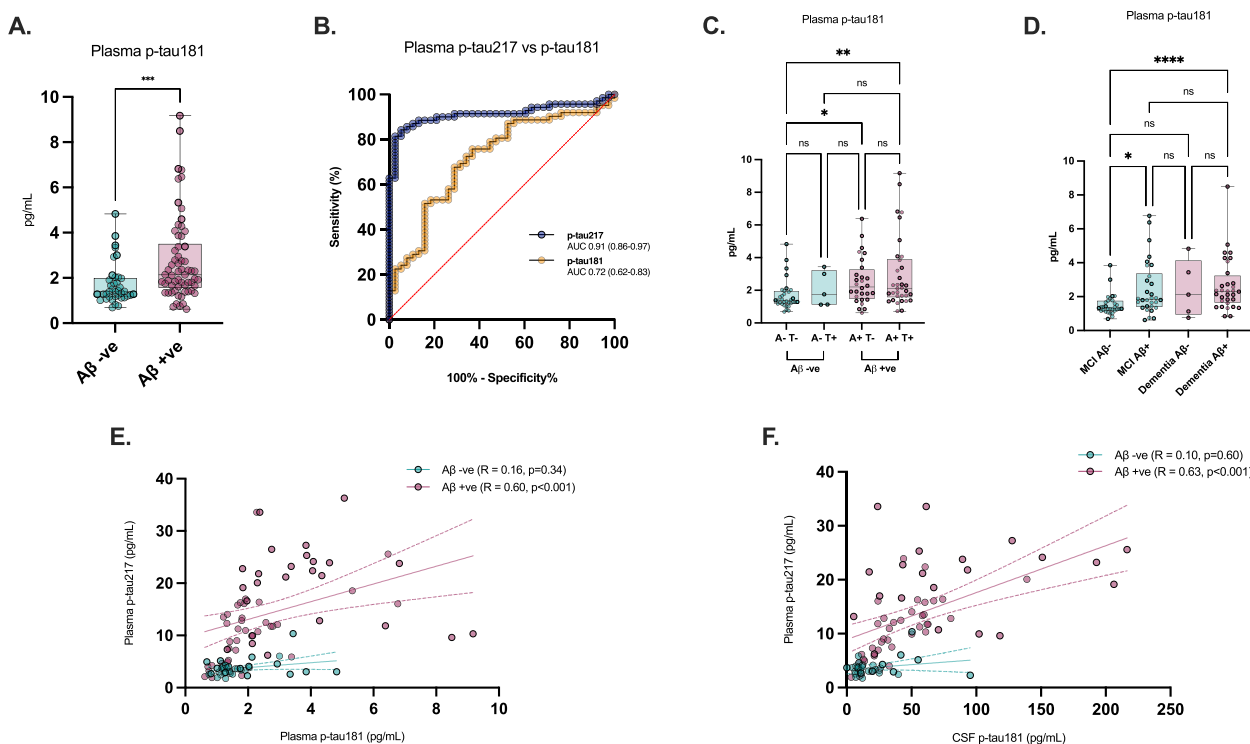 A.
Plasma p-tau181
***
pg/mL
10
8
6
4
2
0
Aβ -ve
Aβ +ve
B.
Plasma p-tau217 vs p-tau181
Sensitivity (%)
100
80
60
40
20
0
p-tau217
AUC 0.91 (0.86-0.97)
p-tau181
AUC 0.72 (0.62-0.83)
0 20 40 60 80 100
100% - Specificity%
C.
Plasma p-tau181
**
ns
*
ns ns ns
pg/mL
10
8
6
4
2
0
A- T- A- T+ A+ T- A+ T+
Aβ -ve Aβ +ve
D.
Plasma p-tau181
****
ns
ns
* ns ns
pg/mL
10
8
6
4
2
0
MCI Aβ-
MCI Aβ+
Dementia Aβ-
Dementia Aβ+
E.
Aβ -ve (R = 0.16, p=0.34)
Aβ +ve (R = 0.60, p<0.001)
Plasma p-tau217 (pg/mL)
40
30
20
10
0
0 2 4 6 8 10
Plasma p-tau181 (pg/mL)
F.
Aβ -ve (R = 0.10, p=0.60)
Aβ +ve (R = 0.63, p<0.001)
Plasma p-tau217 (pg/mL)
40
30
20
10
0
0 50 100 150 200 250
CSF p-tau181 (pg/mL)